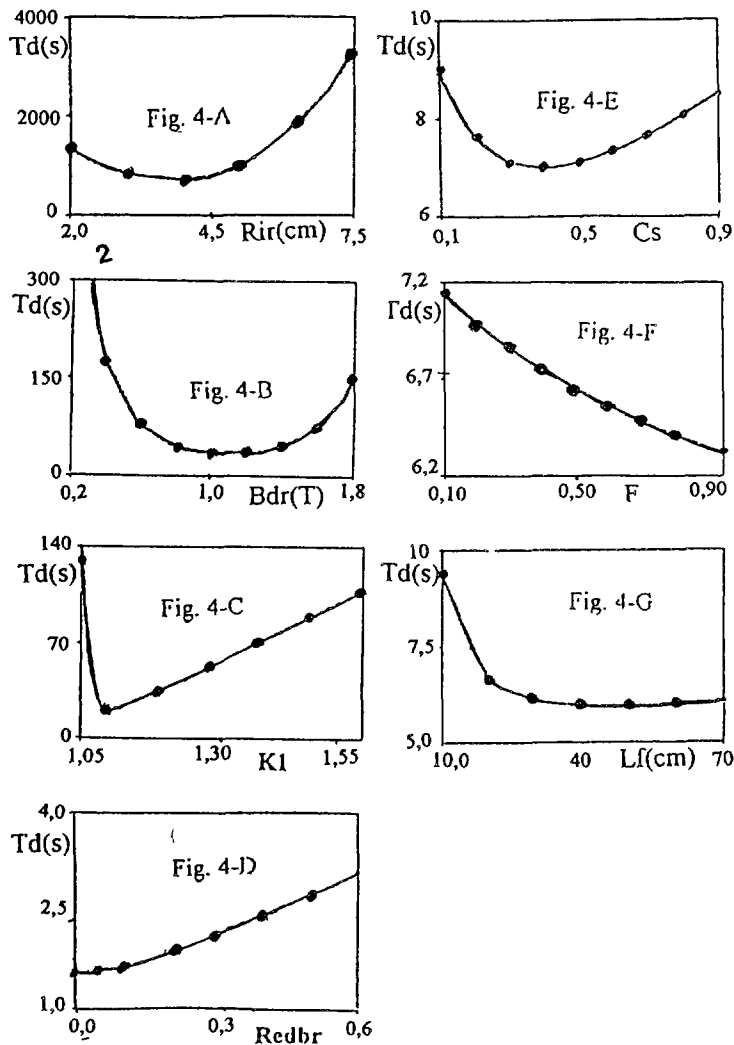 4000
Td(s)
2000
0
Fig. 4-A
2,0
4,5
Rir(cm)
7,5
10
Td(s)
8
6
Fig. 4-E
0,1
0,5
Cs
0,9
2
300
Td(s)
150
0
Fig. 4-B
0,2
1,0
Bdr(T)
1,8
7,2
Td(s)
6,7
6,2
Fig. 4-F
0,10
0,50
F
0,90
140
Td(s)
70
0
Fig. 4-C
1,05
1,30
K1
1,55
10
Td(s)
7,5
5,0
Fig. 4-G
10,0
40
Lf(cm)
70
4,0
Td(s)
2,5
1,0
Fig. 4-D
0,0
0,3
Redbr
0,6